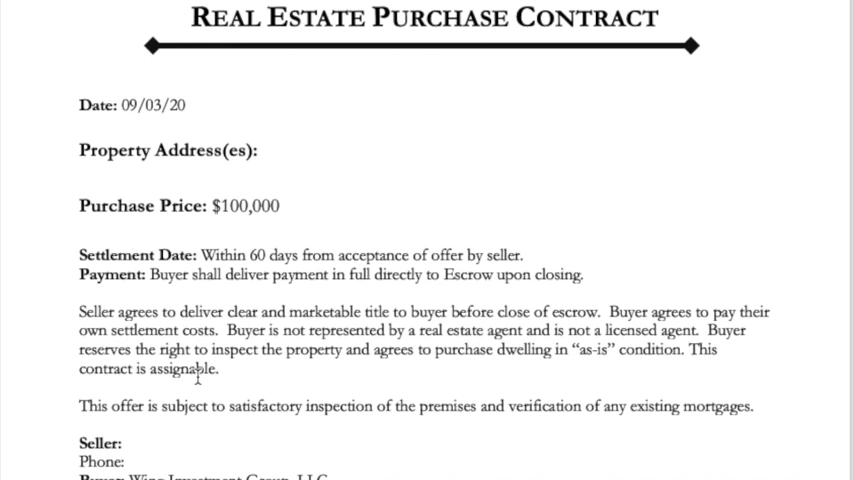 REAL ESTATE PURCHASE CONTRACT
Date: 09/03/20
Property Address(es):
Purchase Price: $100,000
Settlement Date: Within 60 days from acceptance of offer by seller.
Payment: Buyer shall deliver payment in full directly to Escrow upon closing.
Seller agrees to deliver clear and marketable title to buyer before close of escrow. Buyer agrees to pay their
own settlement costs. Buyer is not represented by a real estate agent and is not a licensed agent. Buyer
reserves the right to inspect the property and agrees to purchase dwelling in “as-is” condition. This
contract is assignable.
This offer is subject to satisfactory inspection of the premises and verification of any existing mortgages.
Seller:
Phone:
Buyer: Wing Investment Group, LLC